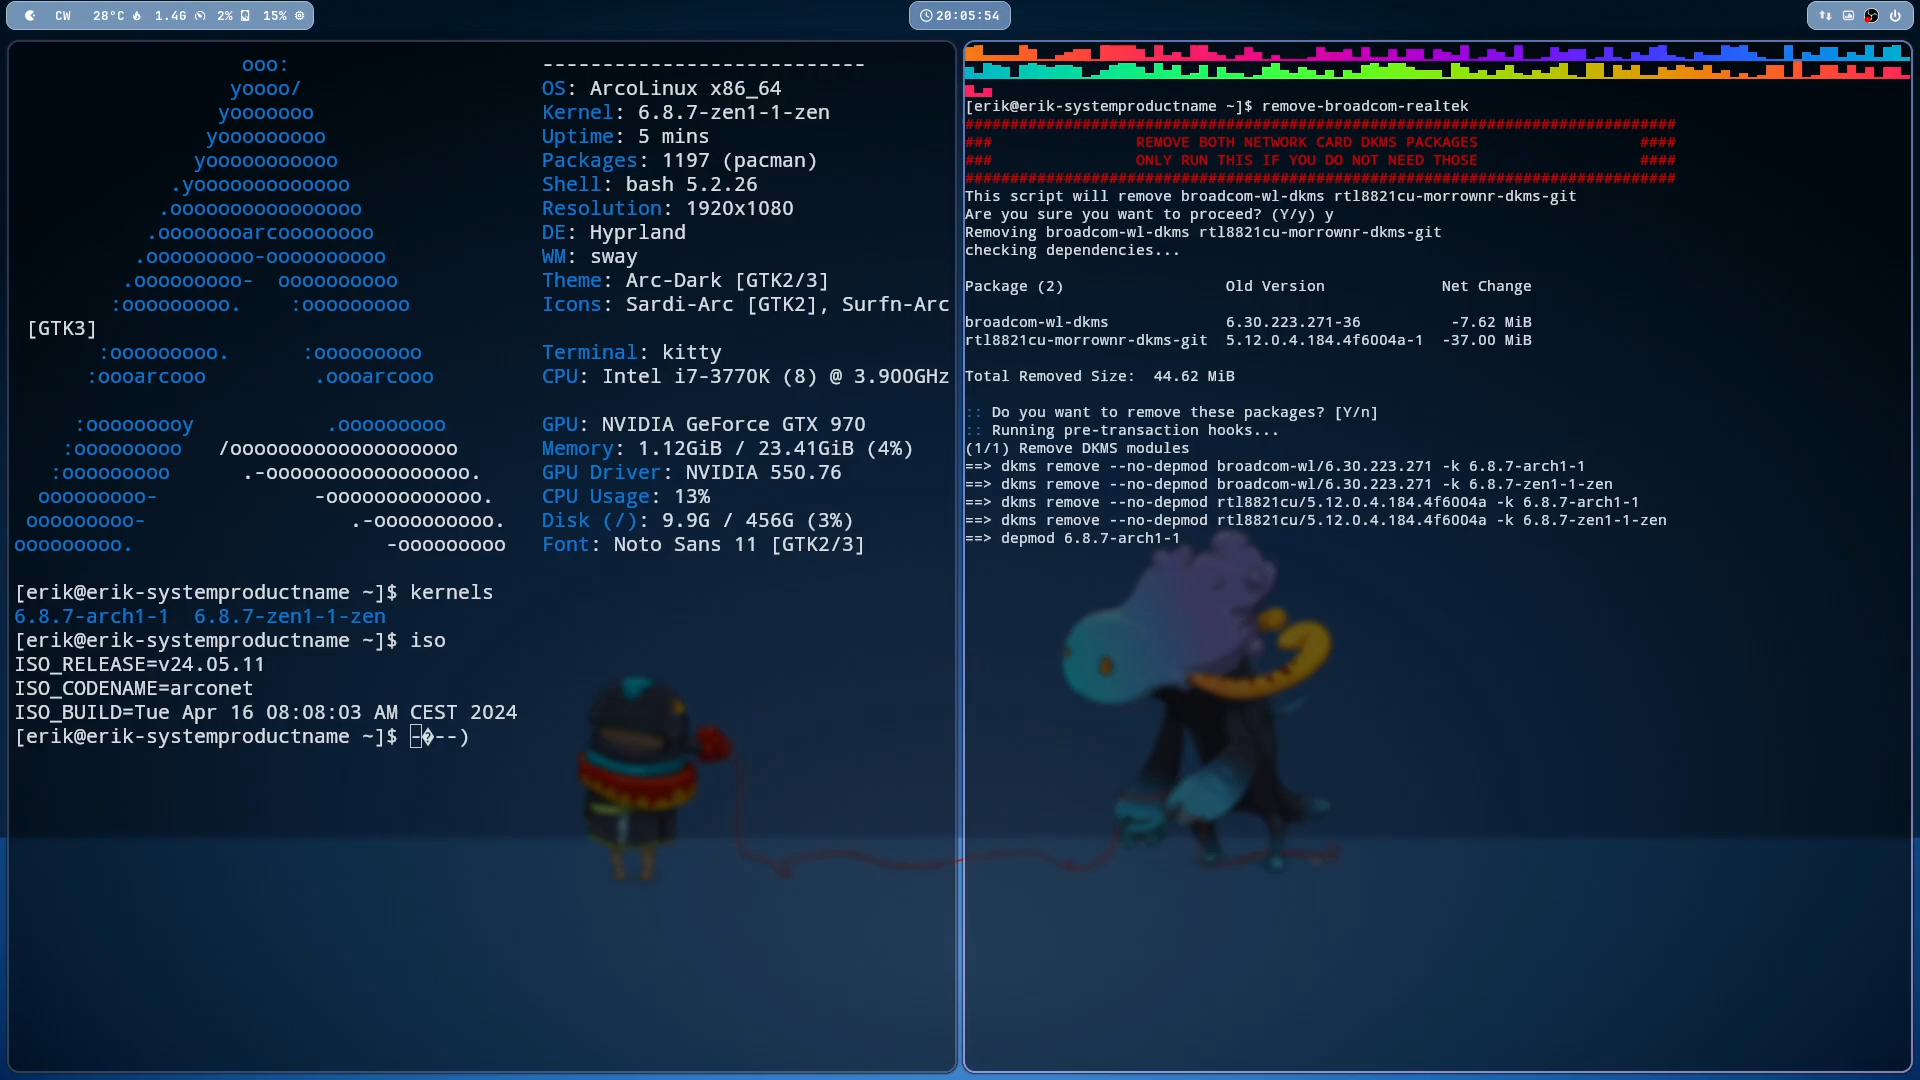 CW 28°C 1.4G 2% 15%
20:05:54
ooo: ---------------------------
yoooo/ OS: ArcoLinux x86_64
yooooooo Kernel: 6.8.7-zen1-1-zen
yooooooooo Uptime: 5 mins
yooooooooooo Packages: 1197 (pacman)
.yooooooooooooo Shell: bash 5.2.26
.oooooooooooooooo Resolution: 1920x1080
.oooooooarcooooooooo DE: Hyprland
.ooooooooo-oooooooooo WM: sway
.ooooooooo- oooooooooo Theme: Arc-Dark [GTK2/3]
:ooooooooo. :ooooooooo Icons: Sardi-Arc [GTK2], Surfn-Arc
[GTK3]
:ooooooooo. :ooooooooo Terminal: kitty
:oooarcooo .oooarcooo CPU: Intel i7-3770K (8) @ 3.900GHz
:ooooooooy .ooooooooo GPU: NVIDIA GeForce GTX 970
:ooooooooo /ooooooooooooooooooo Memory: 1.12GiB / 23.41GiB (4%)
:ooooooooo .-ooooooooooooooooo. GPU Driver: NVIDIA 550.76
ooooooooo- -ooooooooooooo. CPU Usage: 13%
ooooooooo- .-oooooooooo. Disk (/): 9.9G / 456G (3%)
ooooooooo. -ooooooooo Font: Noto Sans 11 [GTK2/3]
[erik@erik-systemproductname ~]$ kernels
6.8.7-arch1-1 6.8.7-zen1-1-zen
[erik@erik-systemproductname ~]$ iso
ISO_RELEASE=v24.05.11
ISO_CODENAME=arconet
ISO_BUILD=Tue Apr 16 08:08:03 AM CEST 2024
[erik@erik-systemproductname ~]$ -�--)
[erik@erik-systemproductname ~]$ remove-broadcom-realtek
###############################################################################
### REMOVE BOTH NETWORK CARD DKMS PACKAGES ####
### ONLY RUN THIS IF YOU DO NOT NEED THOSE ####
###############################################################################
This script will remove broadcom-wl-dkms rtl8821cu-morrownr-dkms-git
Are you sure you want to proceed? (Y/y) y
Removing broadcom-wl-dkms rtl8821cu-morrownr-dkms-git
checking dependencies...
Package (2) Old Version Net Change
broadcom-wl-dkms 6.30.223.271-36 -7.62 MiB
rtl8821cu-morrownr-dkms-git 5.12.0.4.184.4f6004a-1 -37.00 MiB
Total Removed Size: 44.62 MiB
:: Do you want to remove these packages? [Y/n]
:: Running pre-transaction hooks...
(1/1) Remove DKMS modules
==> dkms remove --no-depmod broadcom-wl/6.30.223.271 -k 6.8.7-arch1-1
==> dkms remove --no-depmod broadcom-wl/6.30.223.271 -k 6.8.7-zen1-1-zen
==> dkms remove --no-depmod rtl8821cu/5.12.0.4.184.4f6004a -k 6.8.7-arch1-1
==> dkms remove --no-depmod rtl8821cu/5.12.0.4.184.4f6004a -k 6.8.7-zen1-1-zen
==> depmod 6.8.7-arch1-1